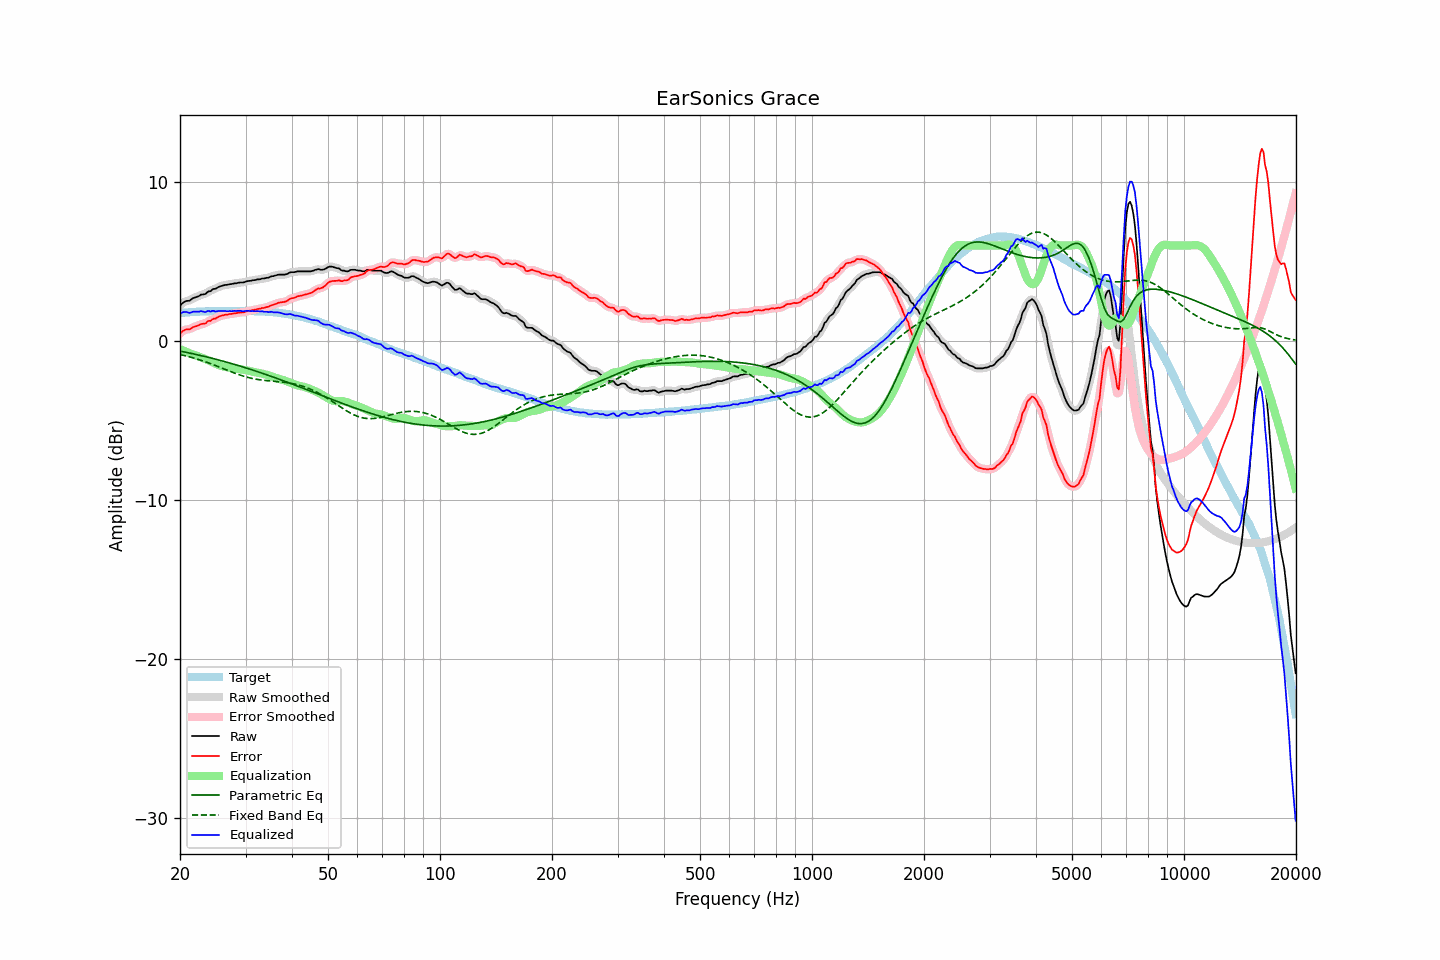 EarSonics Grace
Amplitude (dBr)
10
0
−10
−20
−30
Target
Raw Smoothed
Error Smoothed
Raw
Error
Equalization
Parametric Eq
Fixed Band Eq
Equalized
20 50 100 200 500 1000 2000 5000 10000 20000
Frequency (Hz)